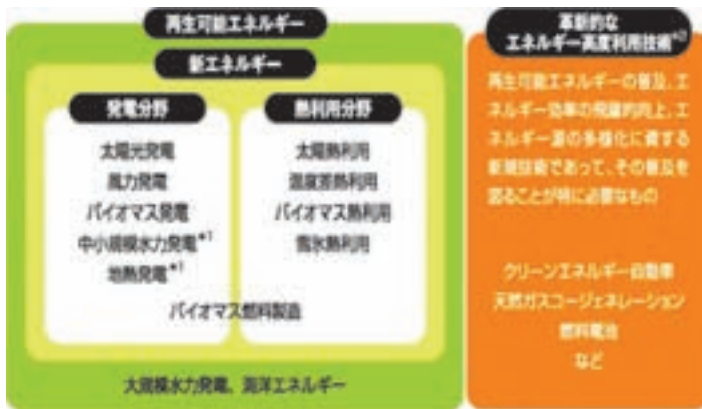 再生可能エネルギー
新エネルギー
発電分野
太陽光発電
風力発電
バイオマス発電
中小規模水力発電*1
地熱発電*1
熱利用分野
太陽熱利用
温度差熱利用
バイオマス熱利用
雪氷熱利用
バイオマス燃料製造
大規模水力発電、海洋エネルギー
革新的な
エネルギー高度利用技術*2
再生可能エネルギーの普及、エ
ネルギー効率の飛躍的向上、エ
ネルギー源の多様化に資する
新規技術であって、その普及を
図ることが特に必要なもの
クリーンエネルギー自動車
天然ガスコージェネレーション
燃料電池
など